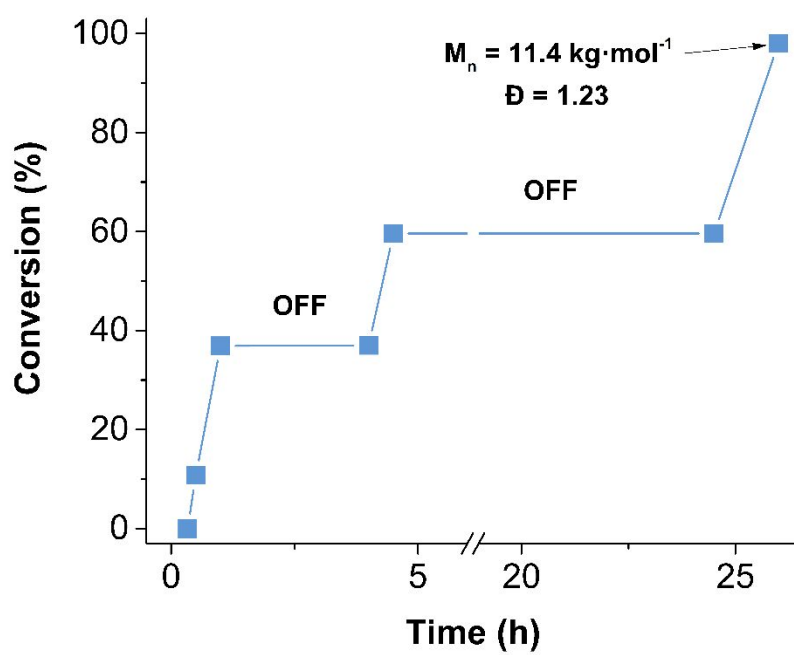 100
80
60
40
20
0
Conversion (%)
Mₙ = 11.4 kg·mol⁻¹
Đ = 1.23
OFF
OFF
0 5 20 25
Time (h)